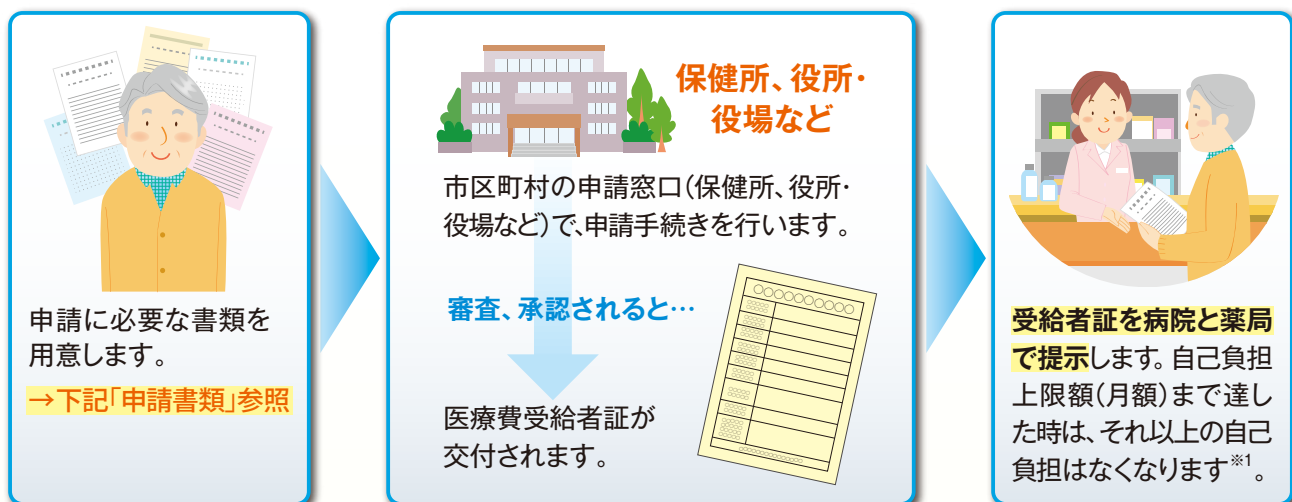 申請に必要な書類を
用意します。
→下記「申請書類」参照
保健所、役所・
役場など
市区町村の申請窓口（保健所、役所・
役場など）で、申請手続きを行います。
審査、承認されると…
○○○○○○○○○○
医療費受給者証が
交付されます。
受給者証を病院と薬局
で提示します。自己負担
上限額（月額）まで達し
た時は、それ以上の自己
負担はなくなります※1。